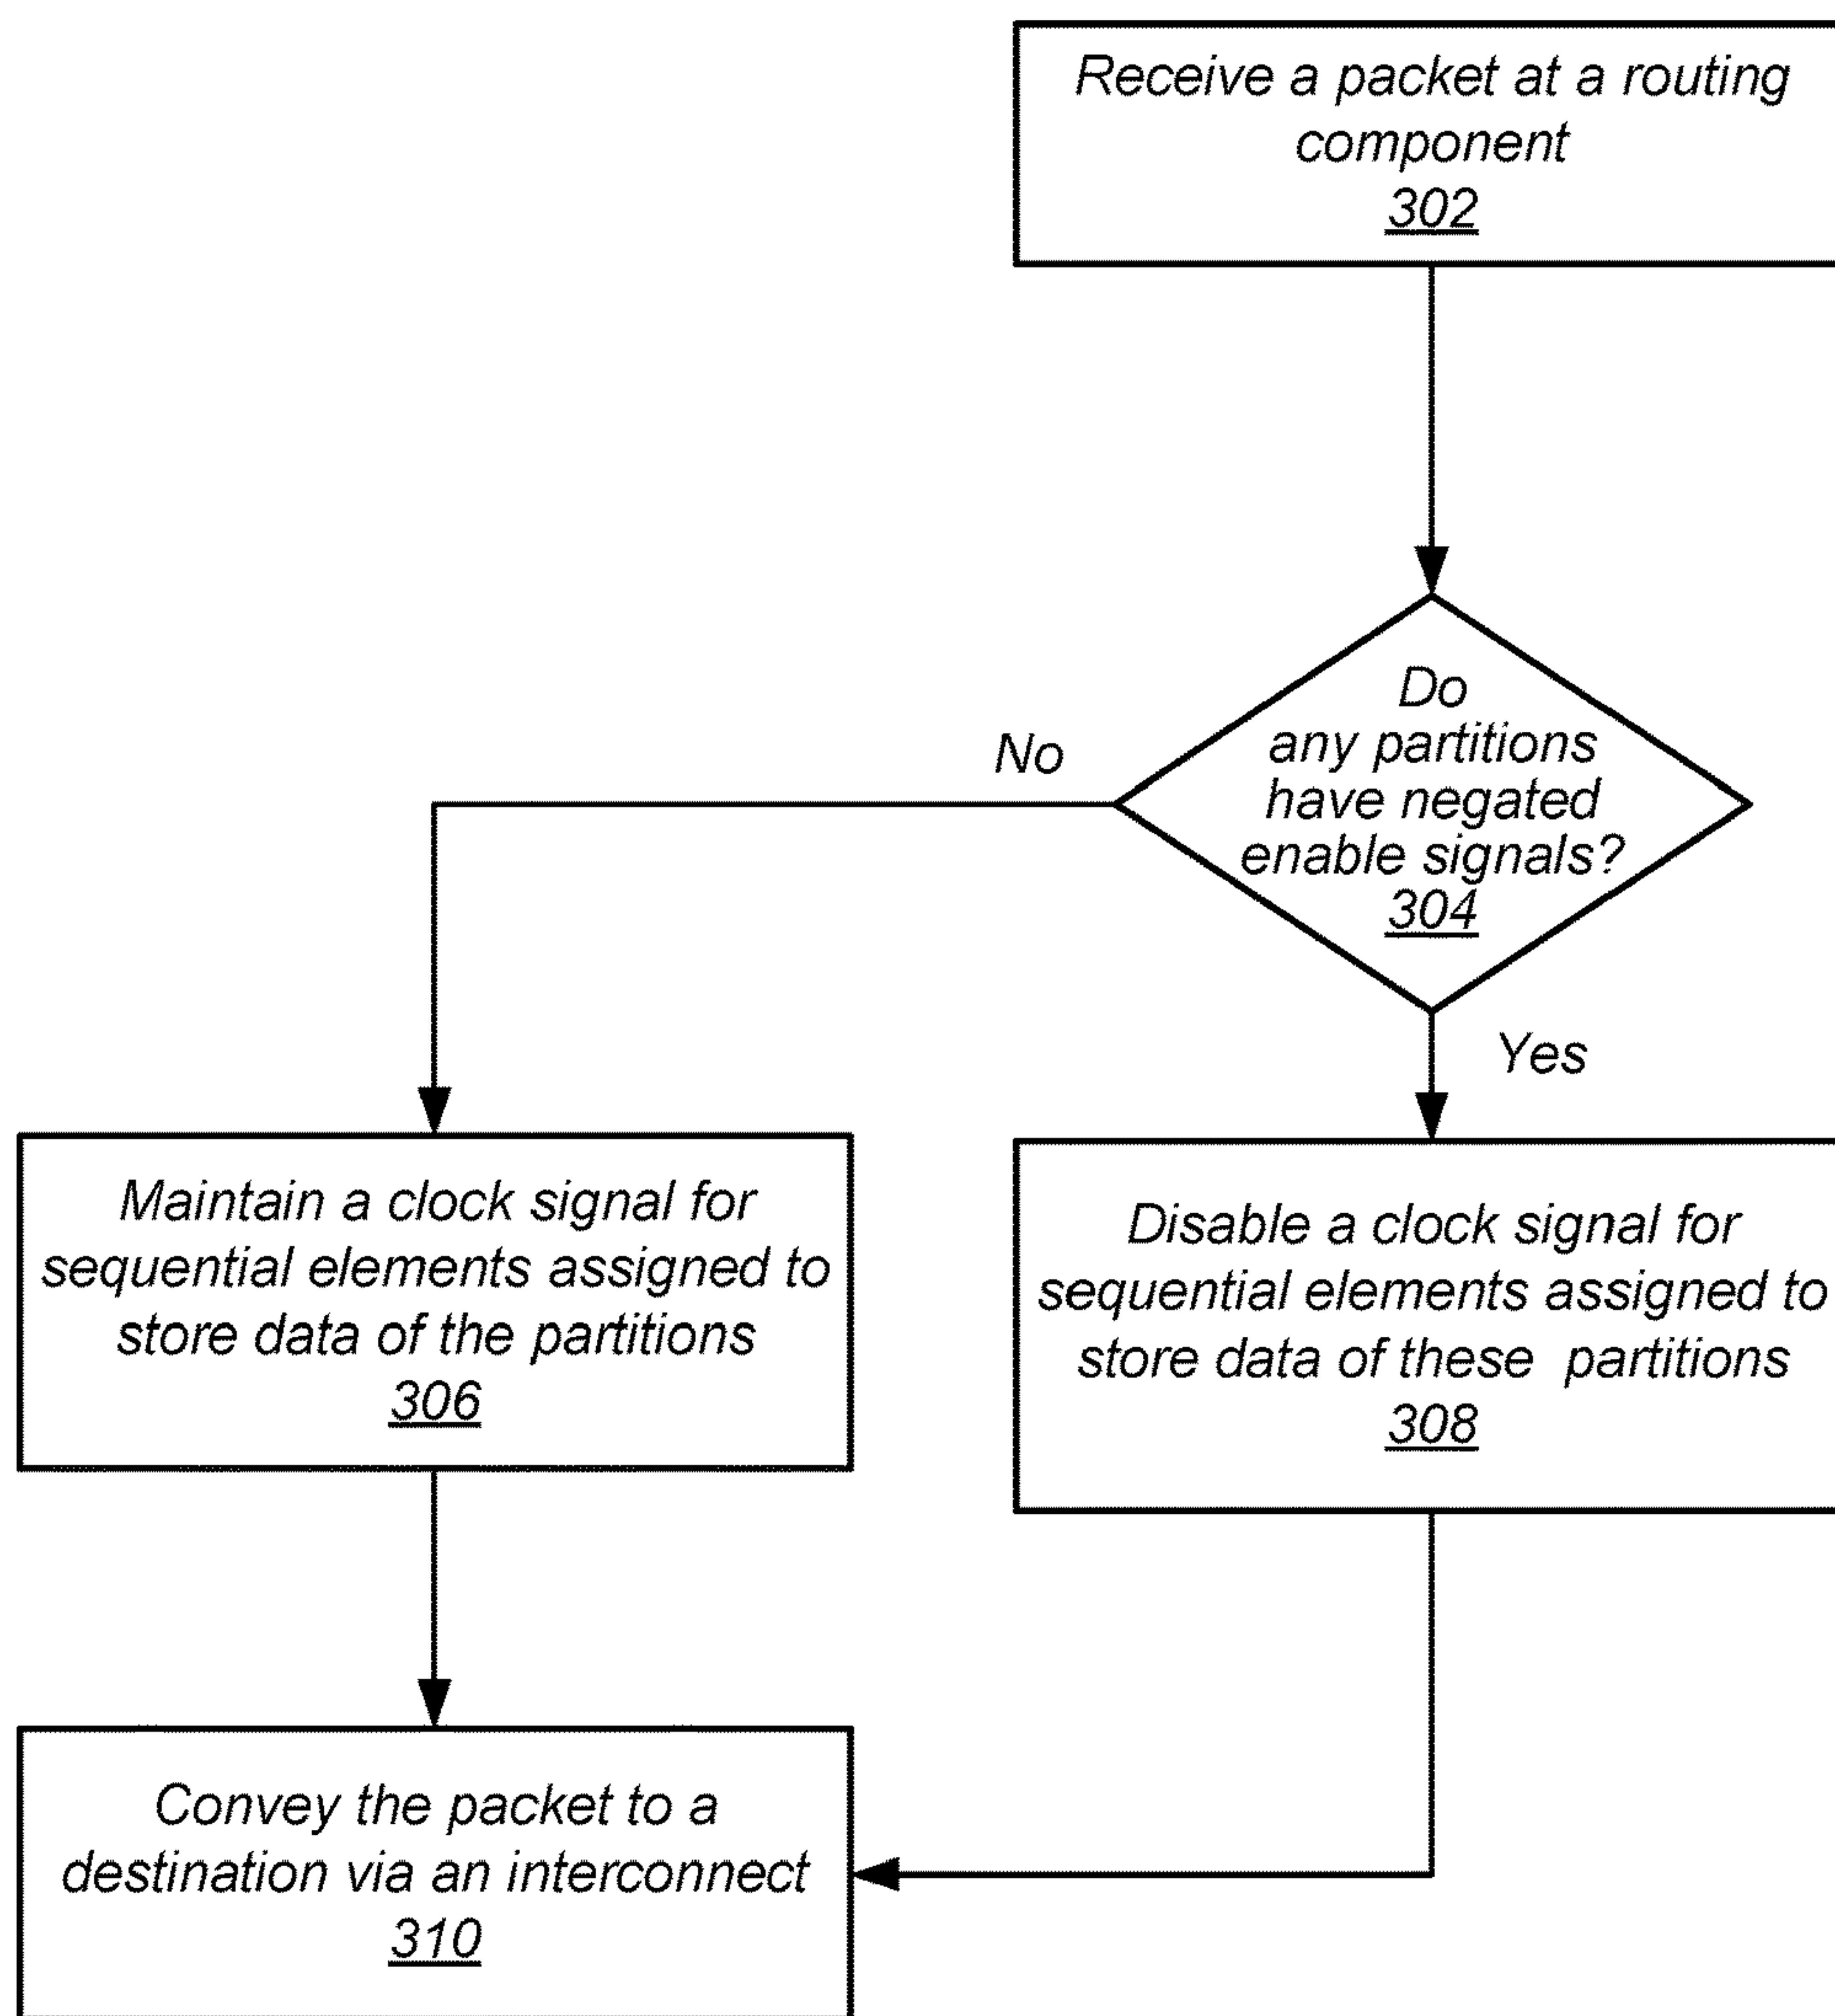 Receive a packet at a routing
component
302
Do
any partitions
have negated
enable signals?
304
No
Yes
Maintain a clock signal for
sequential elements assigned to
store data of the partitions
306
Disable a clock signal for
sequential elements assigned to
store data of these partitions
308
Convey the packet to a
destination via an interconnect
310